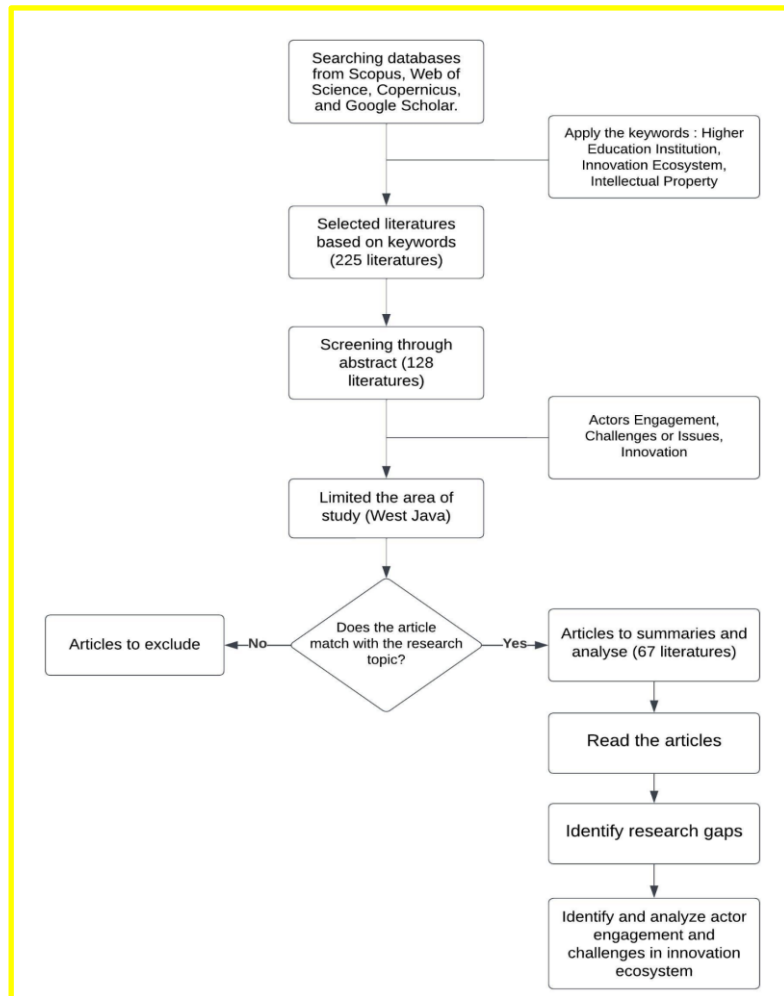 Searching databases
from Scopus, Web of
Science, Copernicus,
and Google Scholar.
Apply the keywords : Higher
Education Institution,
Innovation Ecosystem,
Intellectual Property
Selected literatures
based on keywords
(225 literatures)
Screening through
abstract (128
literatures)
Actors Engagement,
Challenges or Issues,
Innovation
Limited the area of
study (West Java)
Does the article
match with the research
topic?
No
Articles to exclude
Yes
Articles to summaries and
analyse (67 literatures)
Read the articles
Identify research gaps
Identify and analyze actor
engagement and
challenges in innovation
ecosystem